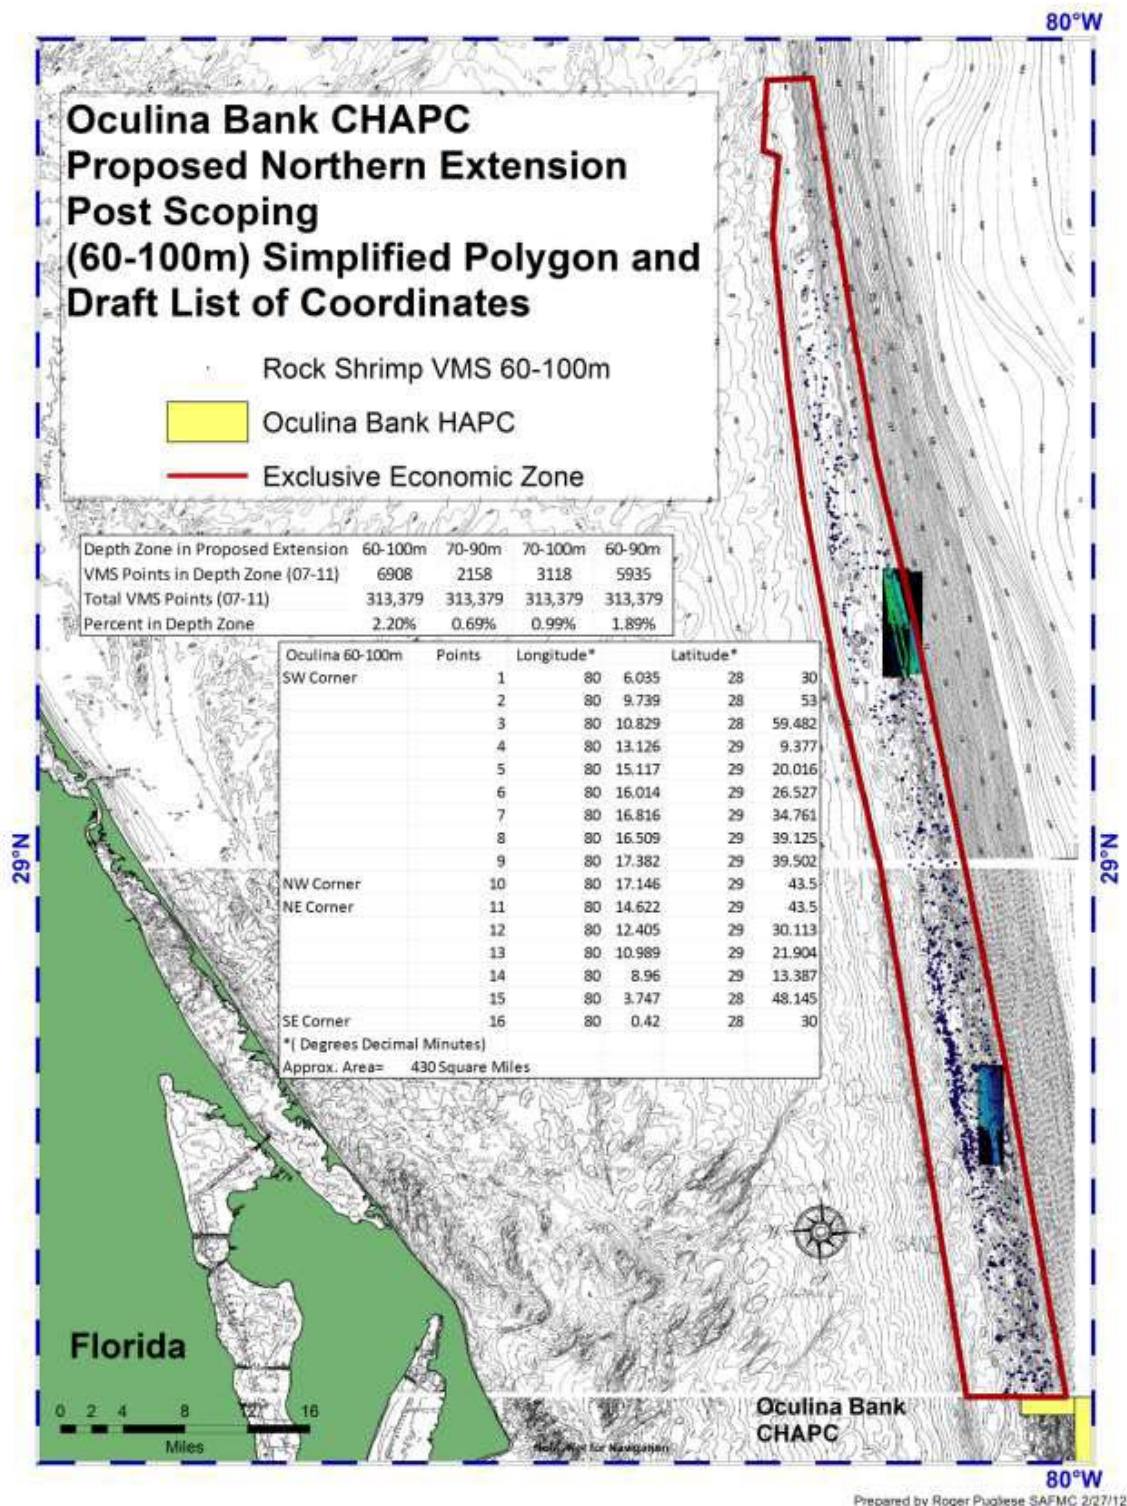 80°W
Oculina Bank CHAPC
Proposed Northern Extension
Post Scoping
(60-100m) Simplified Polygon and
Draft List of Coordinates
Rock Shrimp VMS 60-100m
Oculina Bank HAPC
Exclusive Economic Zone
Depth Zone in Proposed Extension 60-100m 70-90m 70-100m 60-90m
VMS Points in Depth Zone (07-11) 6908 2158 3118 5935
Total VMS Points (07-11) 313,379 313,379 313,379 313,379
Percent in Depth Zone 2.20% 0.69% 0.99% 1.89%
Oculina 60-100m Points Longitude* Latitude*
SW Corner 1 80 6.035 28 30
2 80 9.739 28 53
3 80 10.829 28 59.482
4 80 13.126 29 9.377
5 80 15.117 29 20.016
6 80 16.014 29 26.527
7 80 16.816 29 34.761
8 80 16.509 29 39.125
9 80 17.382 29 39.502
NW Corner 10 80 17.146 29 43.5
NE Corner 11 80 14.622 29 43.5
12 80 12.405 29 30.113
13 80 10.989 29 21.904
14 80 8.96 29 13.387
15 80 3.747 28 48.145
SE Corner 16 80 0.42 28 30
*( Degrees Decimal Minutes)
Approx. Area= 430 Square Miles
29°N
29°N
SAND
Florida
0 2 4 8 12 16
Miles
Oculina Bank
CHAPC
Not for Navigation
80°W
Prepared by Roger Pugliese SAFMC 2/27/12